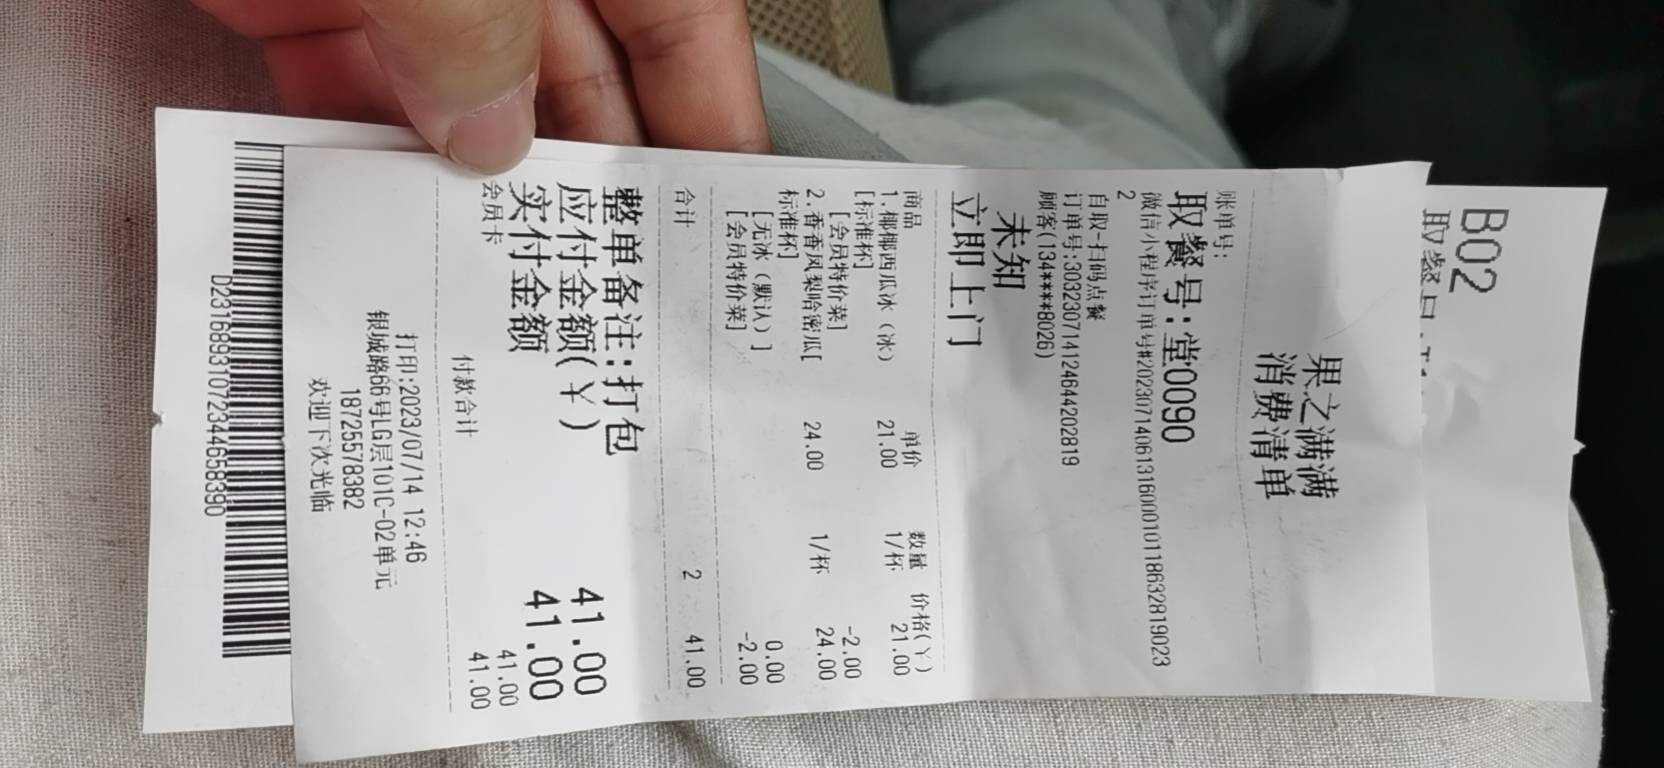 B02
取餐号:
果之满满
消费清单
账单号:
取餐号:堂0090
微信小程序订单号#20230714061316000101186328190232
2
自取-扫码点餐
订单号:303230714124644202819
顾客(134****8026)
未知
立即上门
商品 单价 数量 价格(￥)
1.椰椰西瓜冰（冰） 21.00 1/杯 21.00
[标准杯]
[会员特价菜] -2.00
2.香香凤梨哈密瓜[ 24.00 1/杯 24.00
标准杯]
[无冰（默认）] 0.00
[会员特价菜] -2.00
合计 2 41.00
整单备注:打包
应付金额(￥) 41.00
实付金额 41.00
会员卡 41.00
付款合计 41.00
打印:2023/07/14 12:46
银城路66号LG层101C-02单元
18725578382
欢迎下次光临
D231689310723446583​90